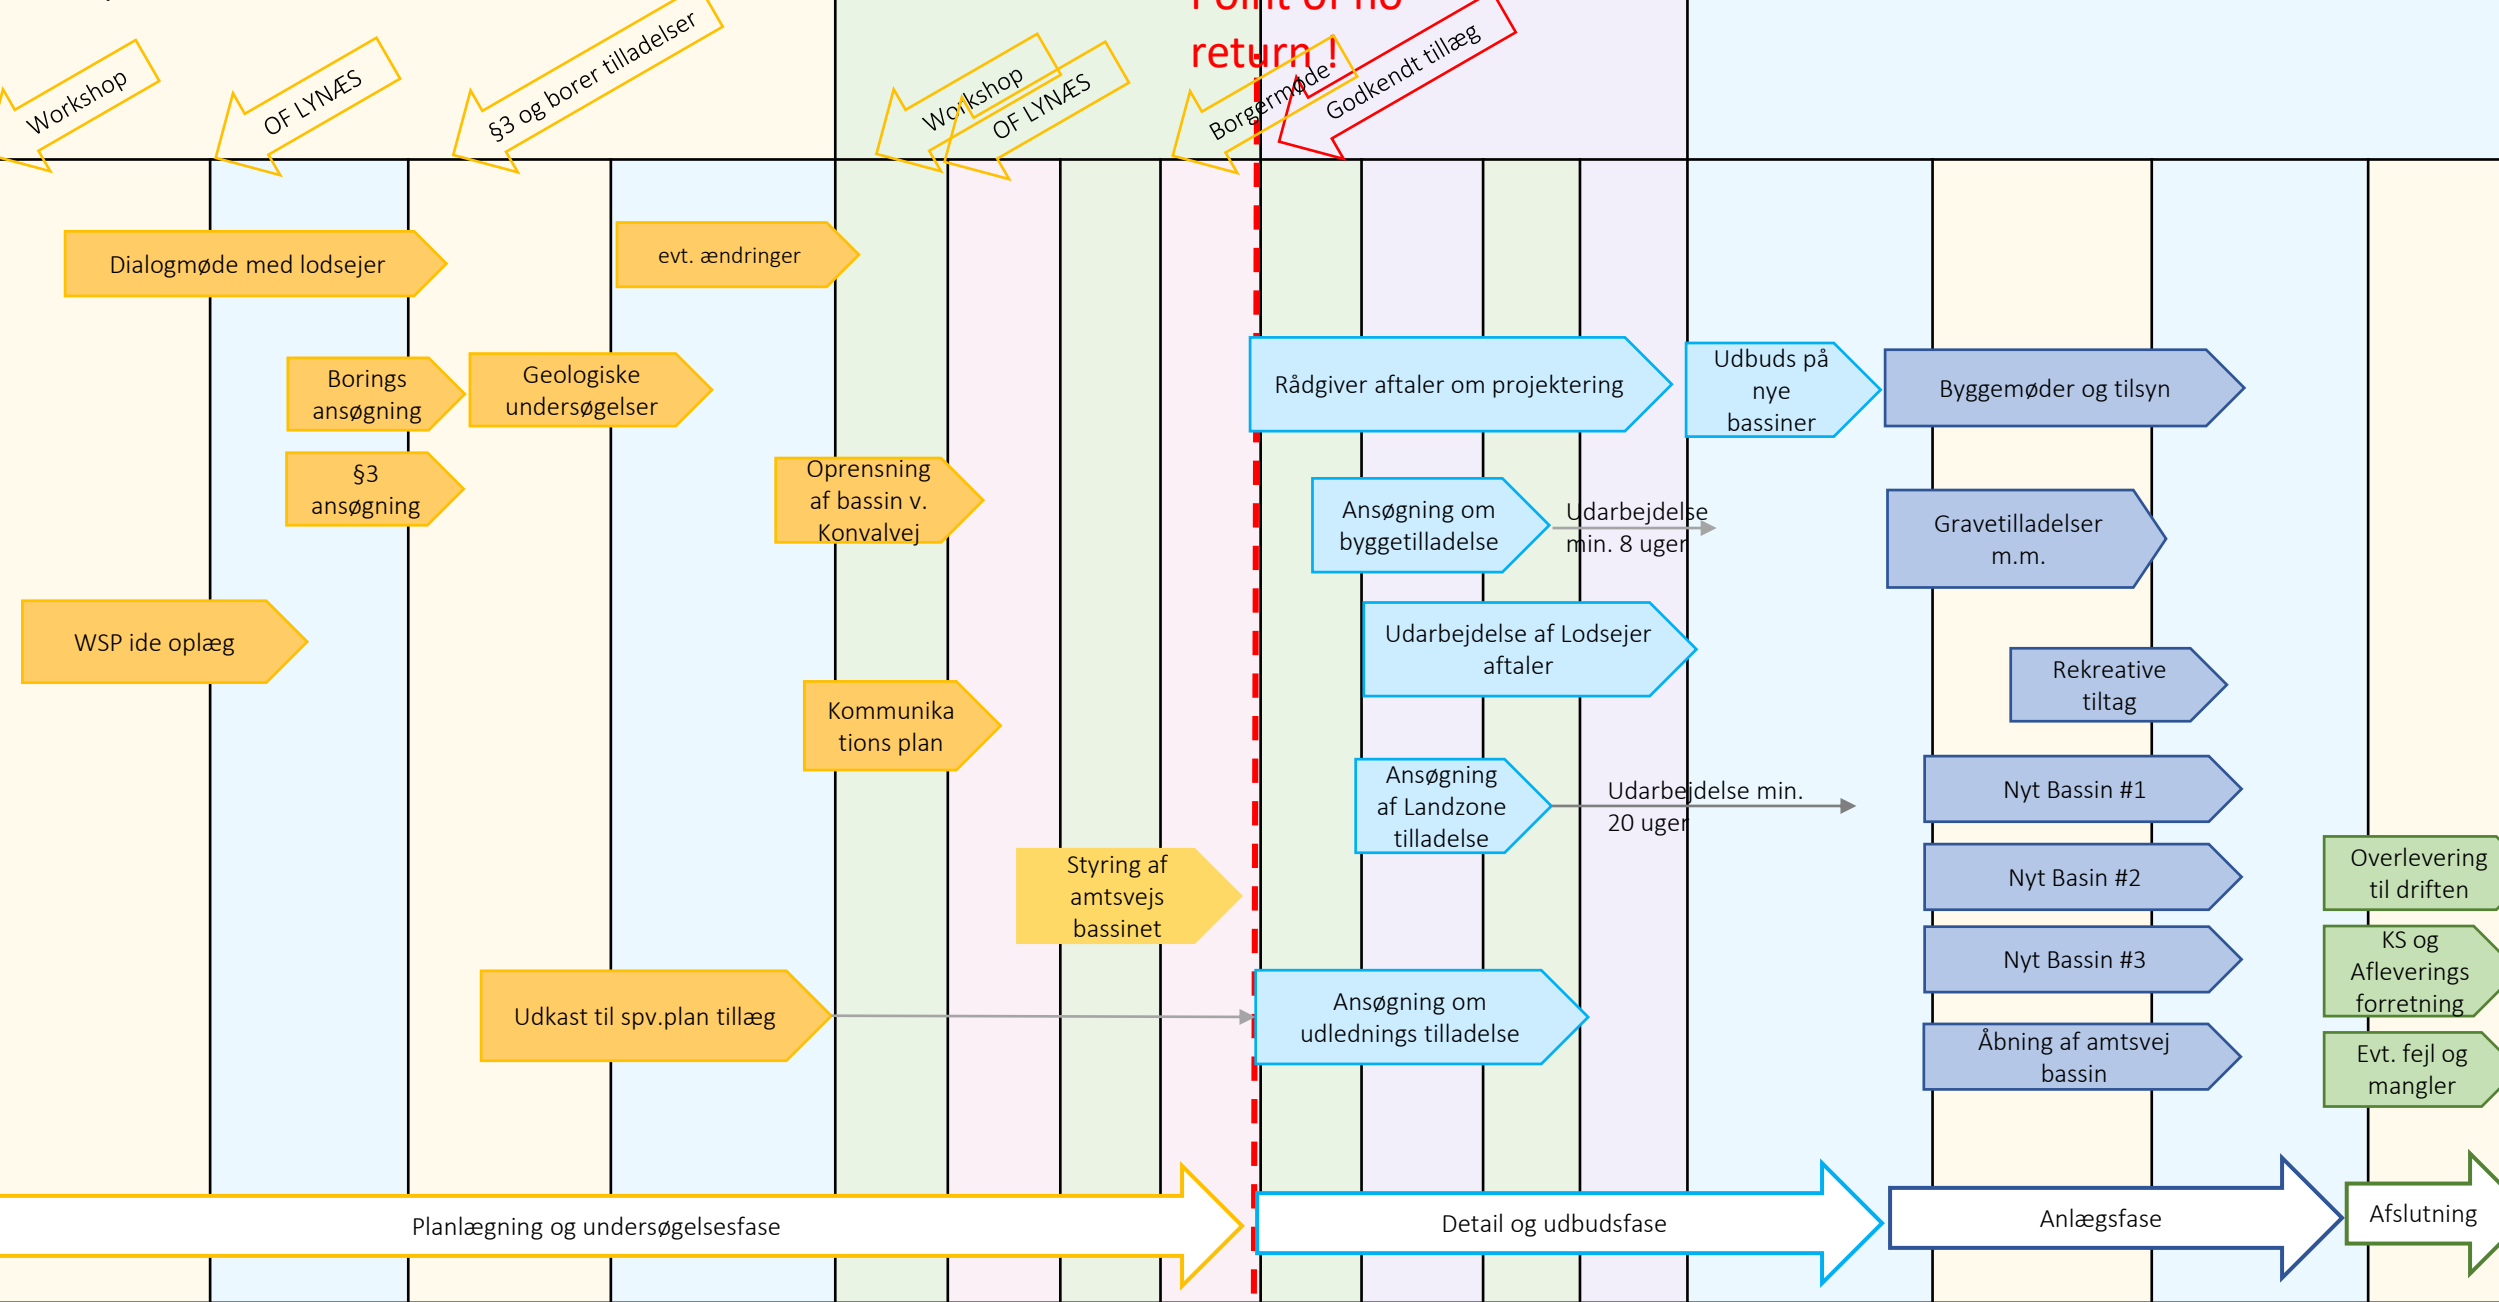 Point of no
return !
Workshop
OF LYNÆS
§3 og borer tilladelser
Workshop
OF LYNÆS
Borgermøde
Godkendt tillæg
Dialogmøde med lodsejer
evt. ændringer
Borings
ansøgning
Geologiske
undersøgelser
Rådgiver aftaler om projektering
Udbuds på
nye
bassiner
Byggemøder og tilsyn
§3
ansøgning
Oprensning
af bassin v.
Konvalvej
Ansøgning om
byggetilladelse
Udarbejdelse
min. 8 uger
Gravetilladelser
m.m.
WSP ide oplæg
Udarbejdelse af Lodsejer
aftaler
Rekreative
tiltag
Kommunika
tions plan
Ansøgning
af Landzone
tilladelse
Udarbejdelse min.
20 uger
Nyt Bassin #1
Styring af
amtsvejs
bassinet
Nyt Basin #2
Overlevering
til driften
Nyt Bassin #3
KS og
Afleverings
forretning
Udkast til spv.plan tillæg
Ansøgning om
udlednings tilladelse
Åbning af amtsvej
bassin
Evt. fejl og
mangler
Planlægning og undersøgelsesfase
Detail og udbudsfase
Anlægsfase
Afslutning